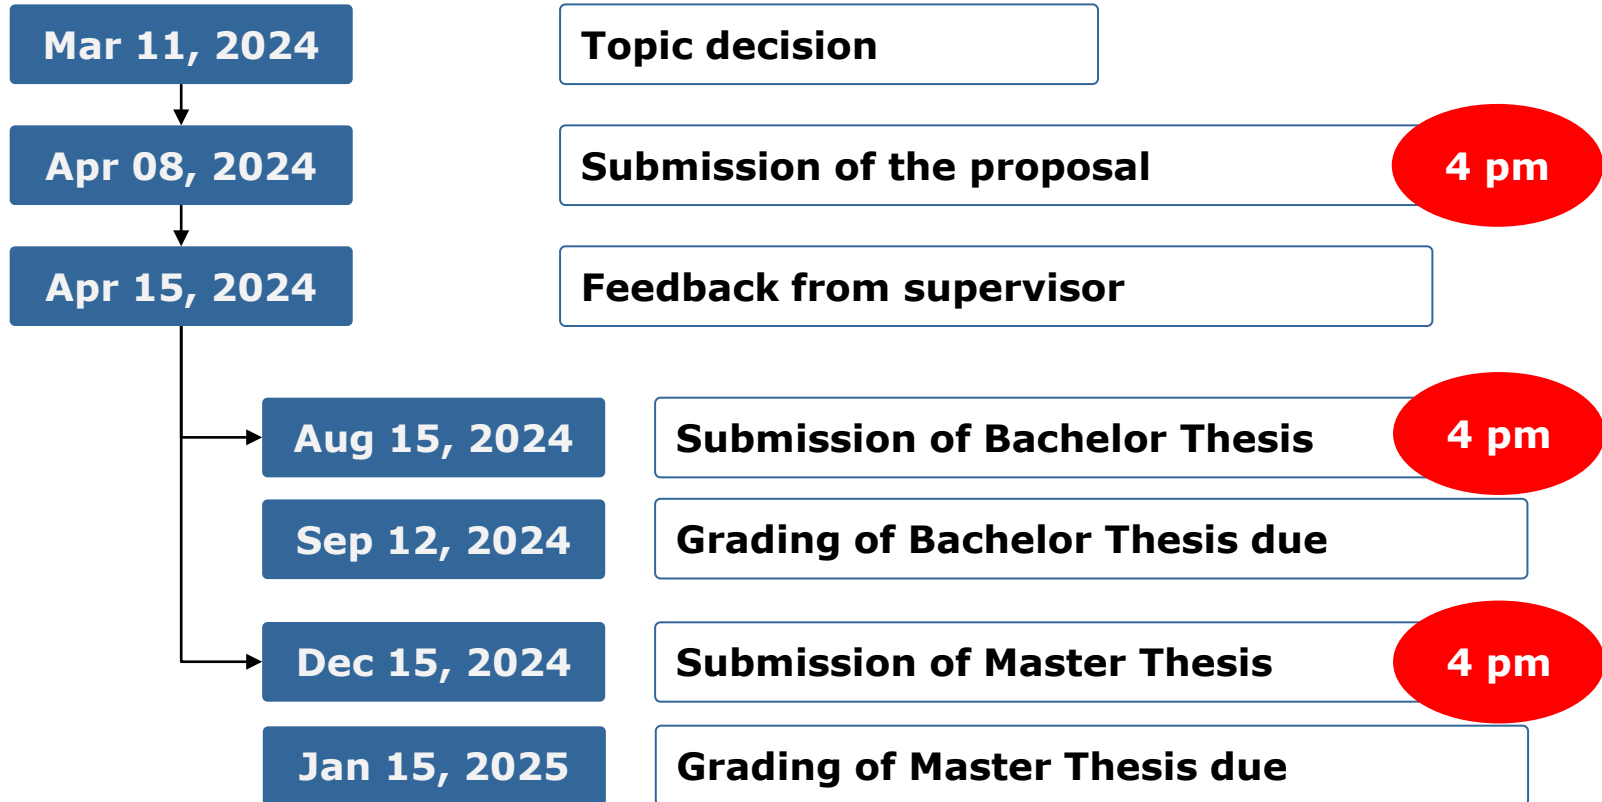 Mar 11, 2024
Topic decision
Apr 08, 2024
Submission of the proposal
4 pm
Apr 15, 2024
Feedback from supervisor
Aug 15, 2024
Submission of Bachelor Thesis
4 pm
Sep 12, 2024
Grading of Bachelor Thesis due
Dec 15, 2024
Submission of Master Thesis
4 pm
Jan 15, 2025
Grading of Master Thesis due